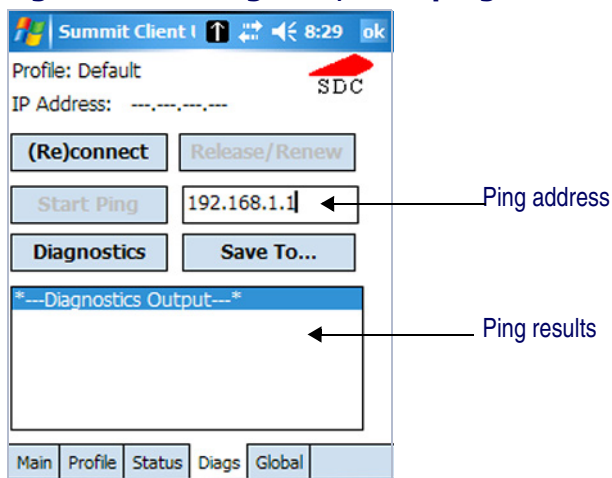 Summit Client U 8:29 ok
Profile: Default
SDC
IP Address: ---.---.---.---
(Re)connect Release/Renew
Start Ping 192.168.1.1 Ping address
Diagnostics Save To...
*---Diagnostics Output---*
Ping results
Main Profile Status Diags Global